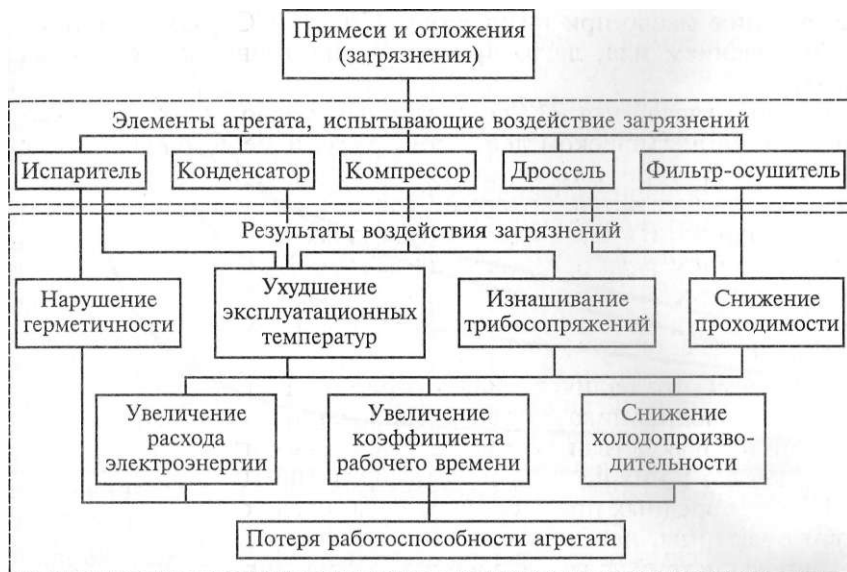 Примеси и отложения
(загрязнения)
Элементы агрегата, испытывающие воздействие загрязнений
Испаритель
Конденсатор
Компрессор
Дроссель
Фильтр-осушитель
Результаты воздействия загрязнений
Нарушение
герметичности
Ухудшение
эксплуатационных
температур
Изнашивание
трибосопряжений
Снижение
проходимости
Увеличение
расхода
электроэнергии
Увеличение
коэффициента
рабочего времени
Снижение
холодопроизво-
дительности
Потеря работоспособности агрегата